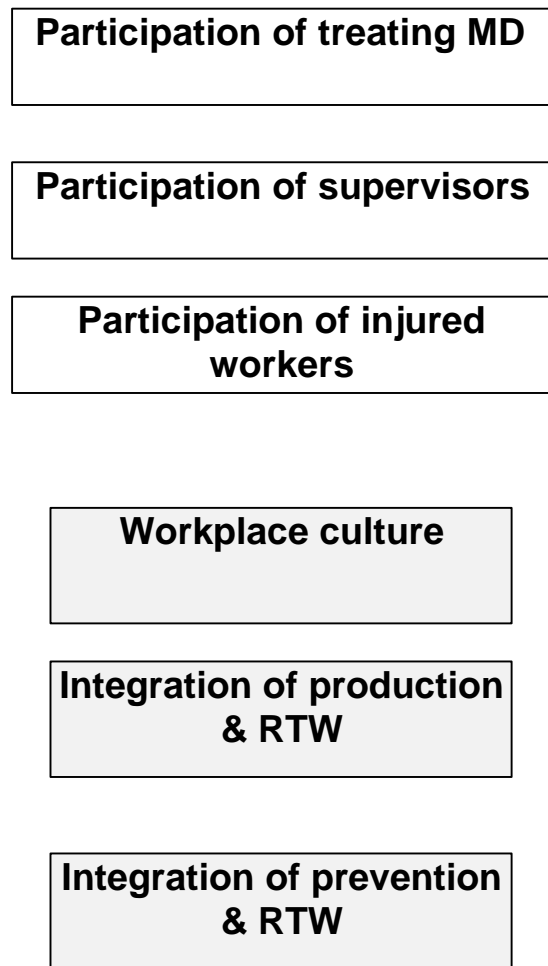 Participation of treating MD
Participation of supervisors
Participation of injured
workers
Workplace culture
Integration of production
& RTW
Integration of prevention
& RTW